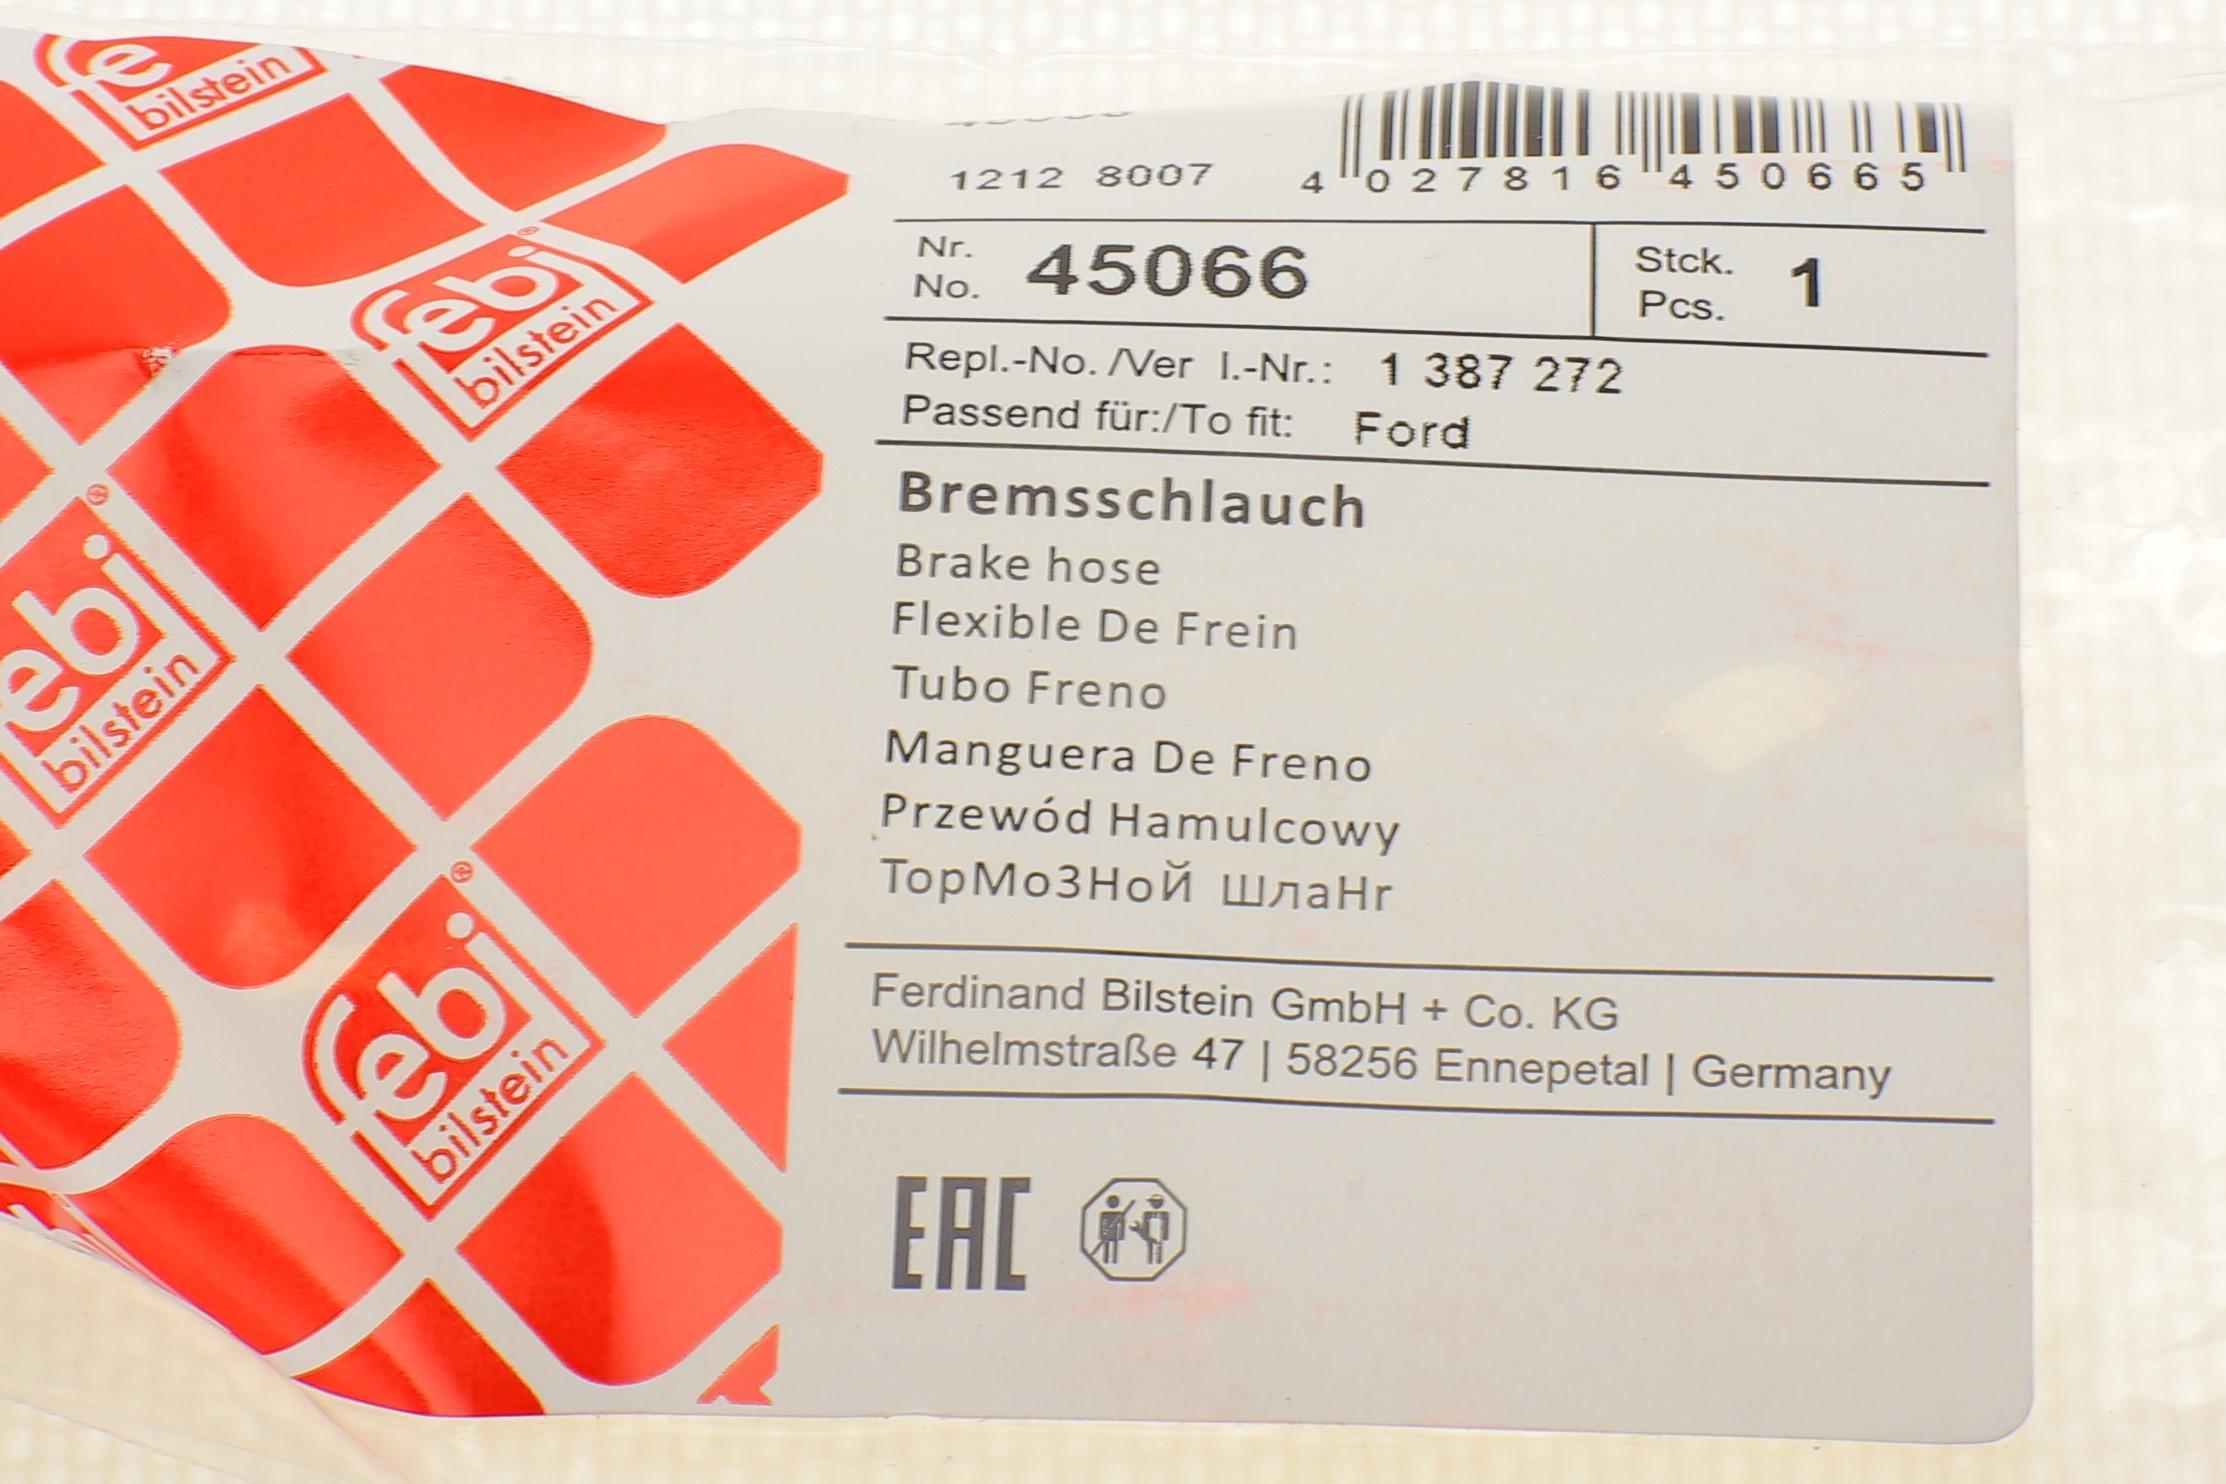 e
bilstein
febi
bilstein
ebi
bilstein
febi
bilstein
1212 8007
4 027816 450665
Nr.
No. 45066
Stck.
Pcs. 1
Repl.-No. /Ver l.-Nr.: 1 387 272
Passend für:/To fit: Ford
Bremsschlauch
Brake hose
Flexible De Frein
Tubo Freno
Manguera De Freno
Przewód Hamulcowy
ТорМоЗНоЙ ШлаНг
Ferdinand Bilstein GmbH + Co. KG
Wilhelmstraße 47 | 58256 Ennepetal | Germany
EAC